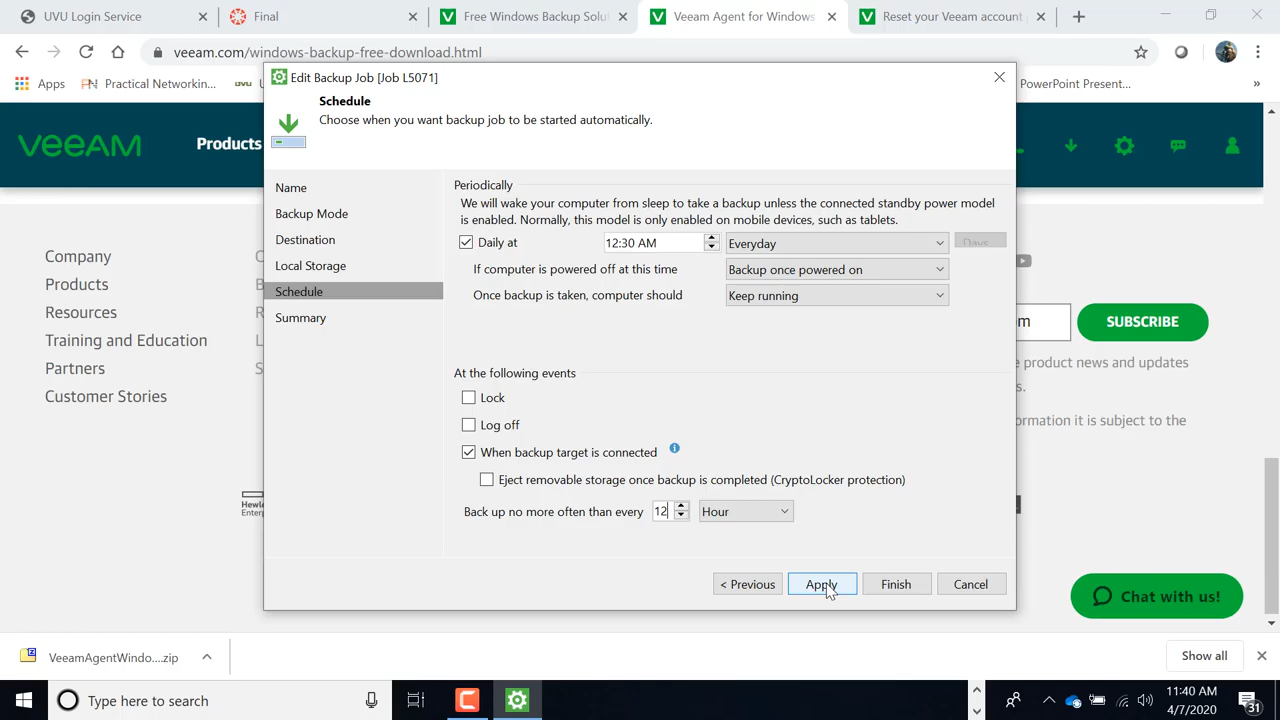 UVU Login Service
Final
Free Windows Backup Solu
Veeam Agent for Windows
Reset your Veeam account
veeam.com/windows-backup-free-download.html
Apps
Practical Networkin...
UVU
PowerPoint Present...
»
Edit Backup Job [Job L5071]
Schedule
Choose when you want backup job to be started automatically.
VEEAM
Products
Name
Backup Mode
Destination
Local Storage
Schedule
Summary
Periodically
We will wake your computer from sleep to take a backup unless the connected standby power model
is enabled. Normally, this model is only enabled on mobile devices, such as tablets.
Daily at
12:30 AM
Everyday
Days...
If computer is powered off at this time
Backup once powered on
Once backup is taken, computer should
Keep running
At the following events
Lock
Log off
When backup target is connected
Eject removable storage once backup is completed (CryptoLocker protection)
Back up no more often than every
12
Hour
< Previous
Apply
Finish
Cancel
Company
Products
Resources
Training and Education
Partners
Customer Stories
Hewle
Enterp
m
SUBSCRIBE
e product news and updates
s.
ormation it is subject to the
Chat with us!
VeeamAgentWindo....zip
Show all
Type here to search
11:40 AM
4/7/2020
31